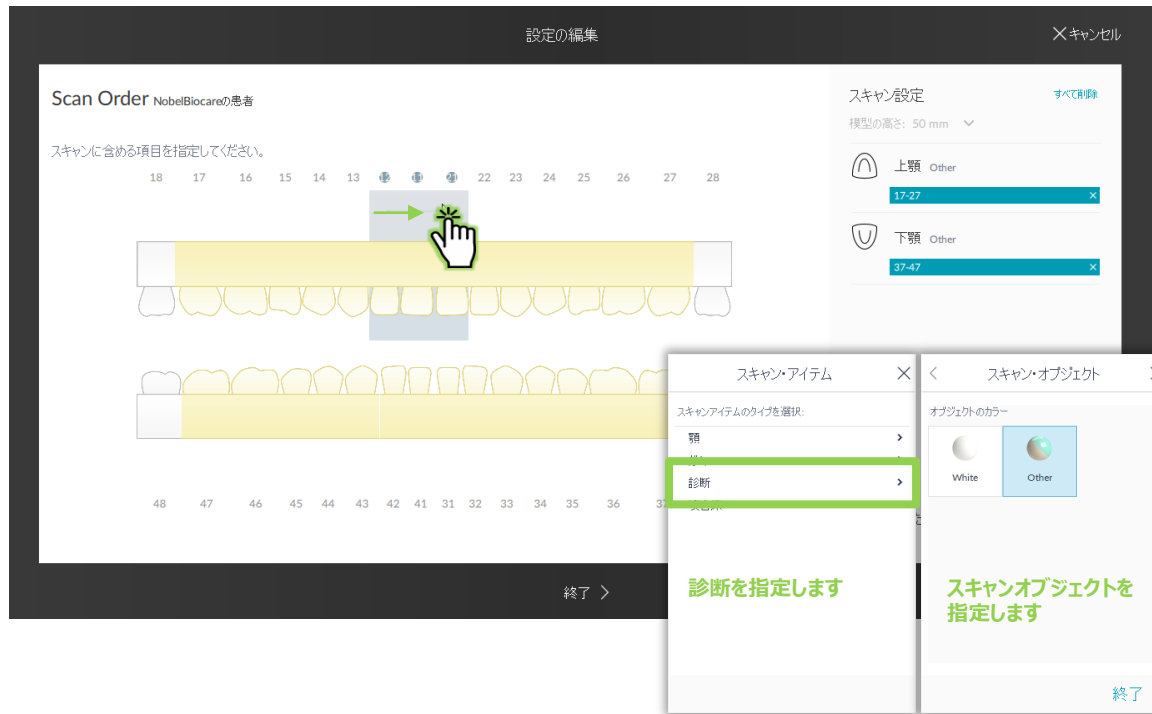 設定の編集
×キャンセル
Scan Order NobelBiocareの患者
スキャンに含める項目を指定してください。
18 17 16 15 14 13 12 11 21 22 23 24 25 26 27 28
48 47 46 45 44 43 42 41 31 32 33 34 35 36
スキャン設定
すべて削除
模型の高さ: 50 mm
上顎 Other
17-27 ×
下顎 Other
37-47 ×
終了 >
スキャン・アイテム
スキャンアイテムのタイプを選択:
顎
診断
診断を指定します
スキャン・オブジェクト
オブジェクトのカラー
White
Other
スキャンオブジェクトを
指定します
終了